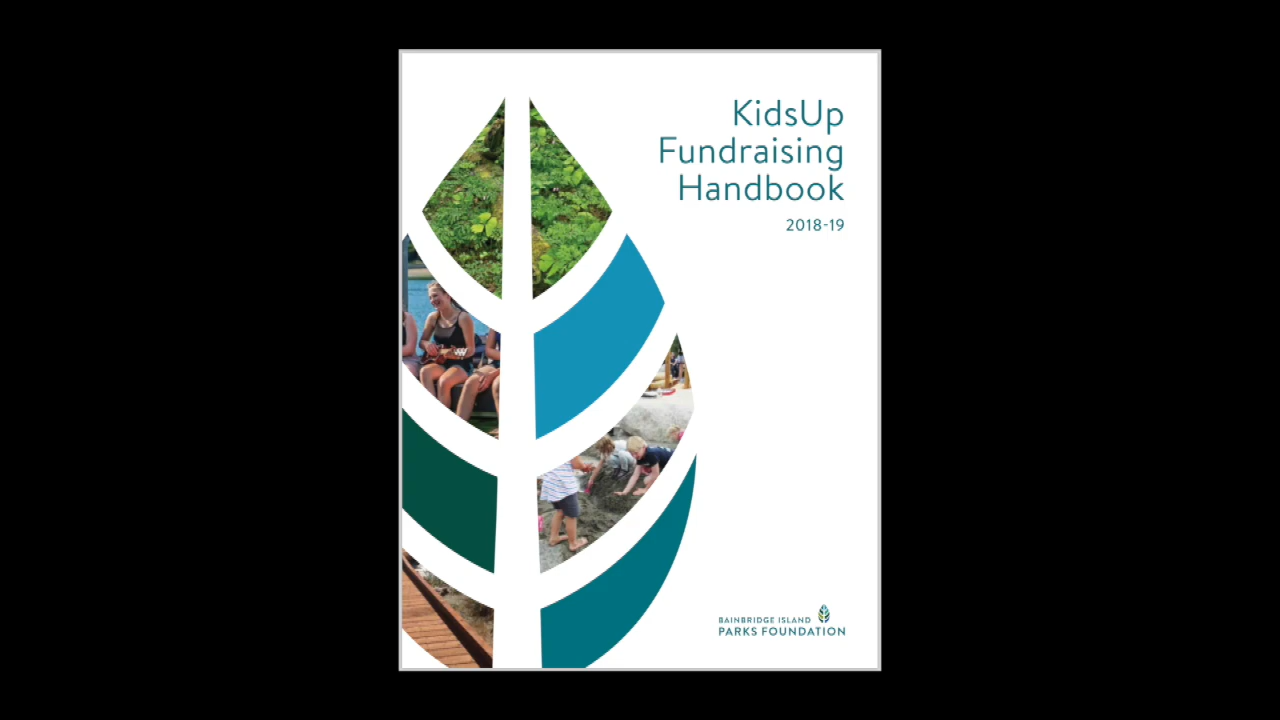 KidsUp
Fundraising
Handbook
2018-19
BAINBRIDGE ISLAND
PARKS FOUNDATION